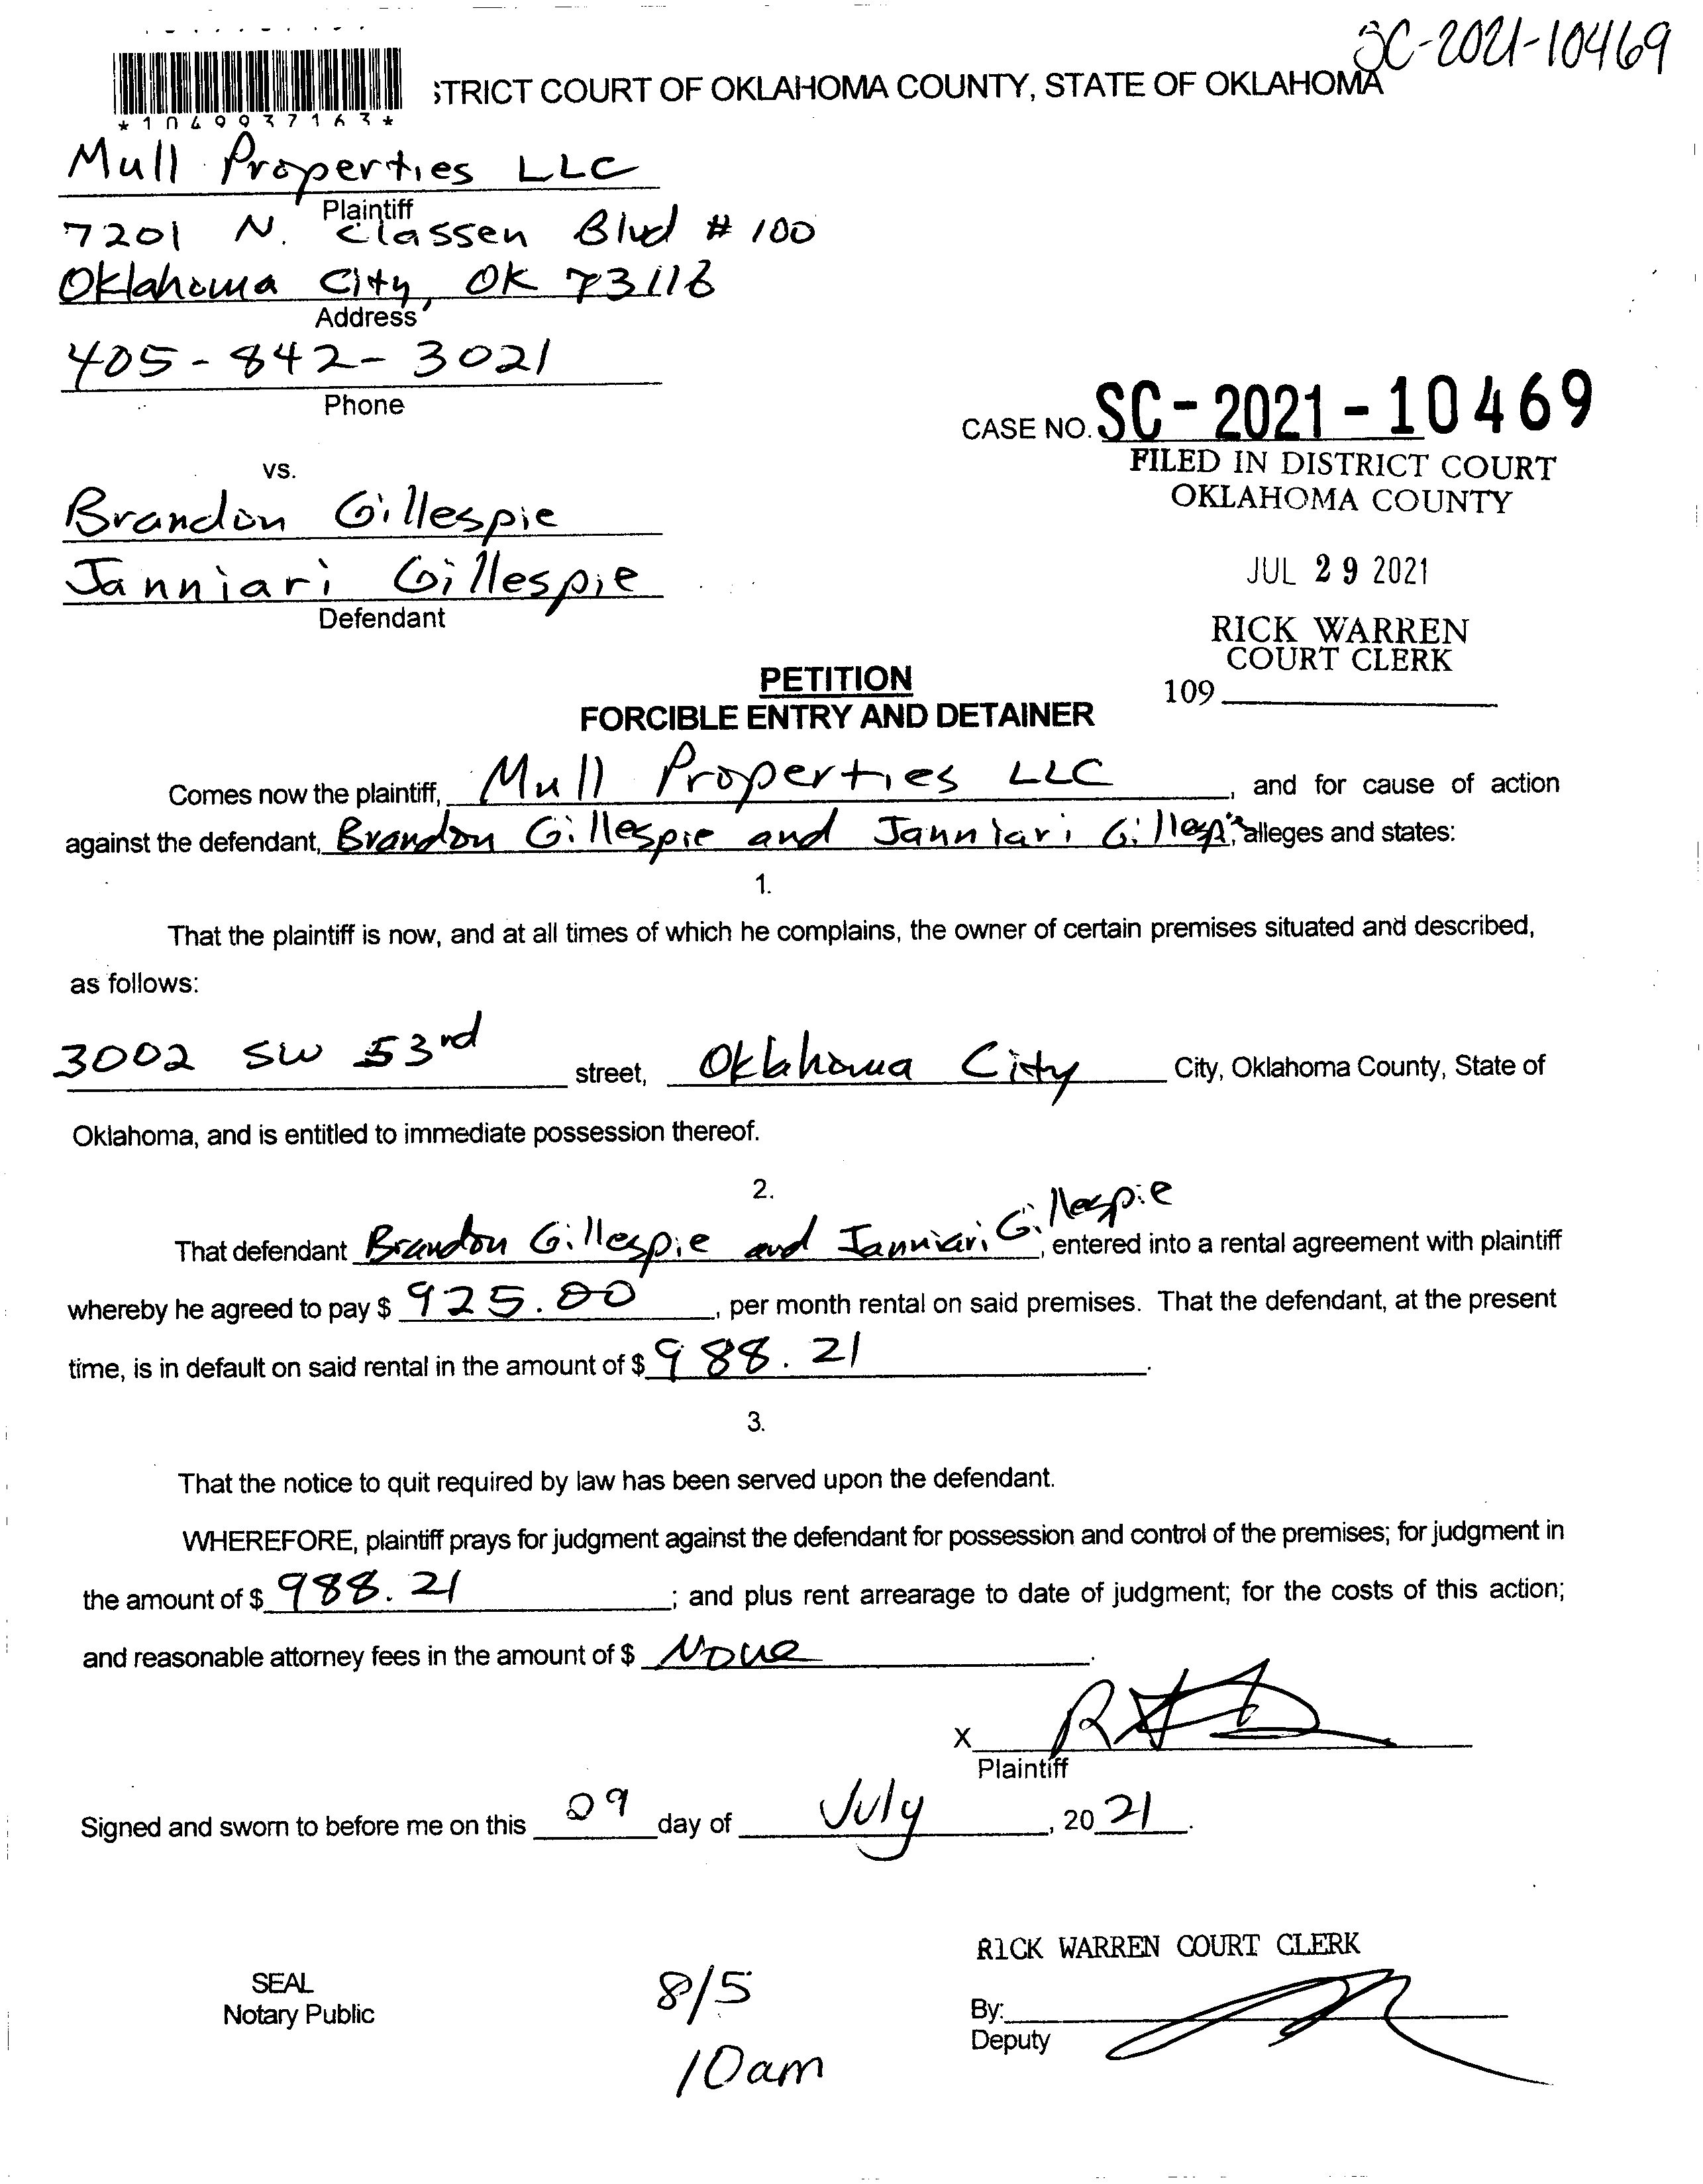 SC-2021-10469
STRICT COURT OF OKLAHOMA COUNTY, STATE OF OKLAHOMA
*1049937163*
Mull Properties LLC
Plaintiff
7201 N. Classen Blvd # 100
Oklahoma City, OK 73116
Address
405-842-3021
Phone
CASE NO. SC-2021-10469
FILED IN DISTRICT COURT
OKLAHOMA COUNTY
vs.
Brandon Gillespie
Janniari Gillespie
Defendant
JUL 29 2021
RICK WARREN
COURT CLERK
109
PETITION
FORCIBLE ENTRY AND DETAINER
Comes now the plaintiff, Mull Properties LLC, and for cause of action
against the defendant, Brandon Gillespie and Janniari Gillespie, alleges and states:
1.
That the plaintiff is now, and at all times of which he complains, the owner of certain premises situated and described,
as follows:
3002 SW 53rd street, Oklahoma City City, Oklahoma County, State of
Oklahoma, and is entitled to immediate possession thereof.
2.
That defendant Brandon Gillespie and Janniari Gillespie, entered into a rental agreement with plaintiff
whereby he agreed to pay $ 925.00, per month rental on said premises. That the defendant, at the present
time, is in default on said rental in the amount of $ 988.21.
3.
That the notice to quit required by law has been served upon the defendant.
WHEREFORE, plaintiff prays for judgment against the defendant for possession and control of the premises; for judgment in
the amount of $ 988.21; and plus rent arrearage to date of judgment; for the costs of this action;
and reasonable attorney fees in the amount of $ None.
X
Plaintiff
Signed and sworn to before me on this 09 day of July, 2021.
RICK WARREN COURT CLERK
SEAL
Notary Public
8/5
10am
By:
Deputy